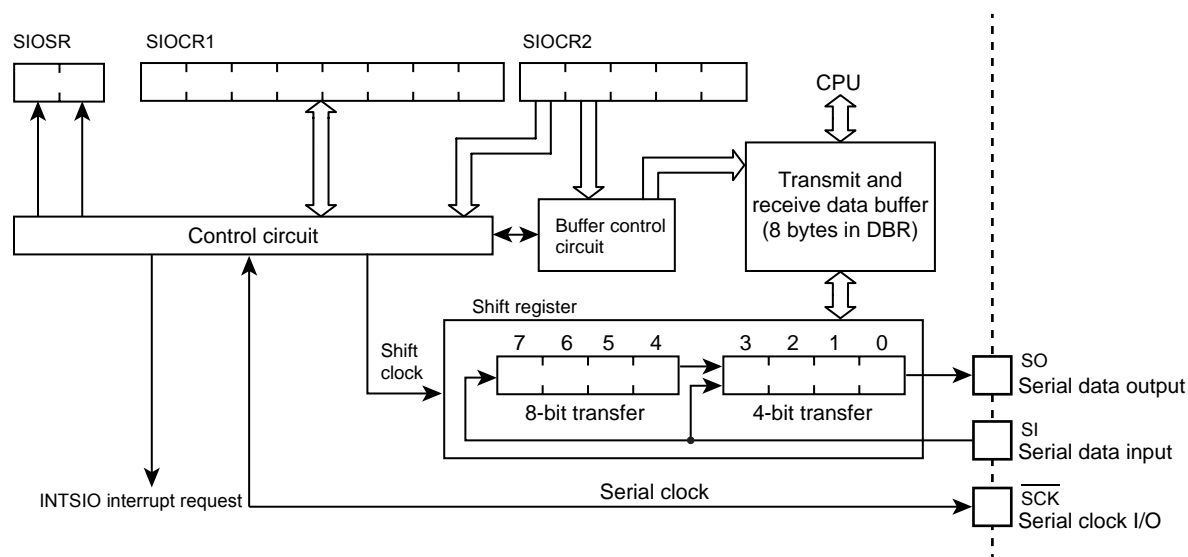 SIOSR
SIOCR1
SIOCR2
CPU
Transmit and
receive data buffer
(8 bytes in DBR)
Buffer control
circuit
Control circuit
Shift register
7 6 5 4 3 2 1 0
Shift
clock
8-bit transfer
4-bit transfer
SO
Serial data output
SI
Serial data input
INTSIO interrupt request
Serial clock
SCK
Serial clock I/O